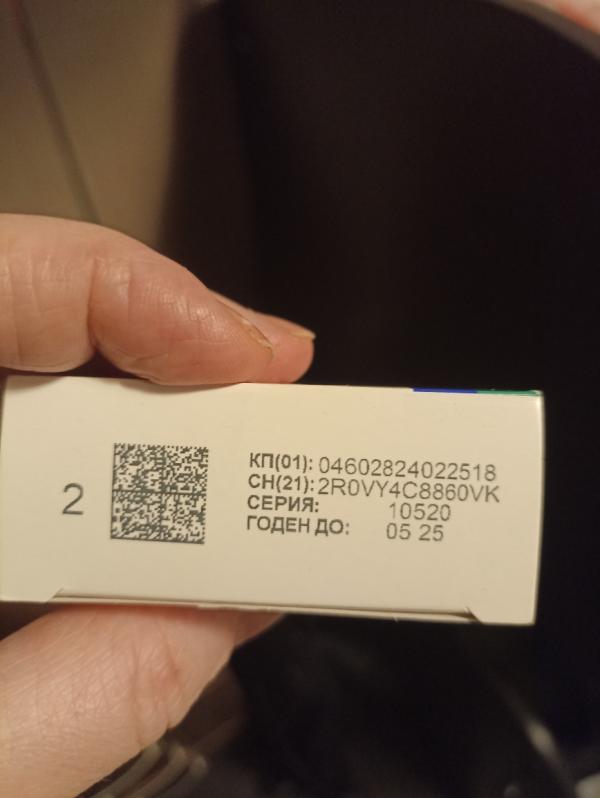 2
КП(01): 04602824022518
СН(21): 2R0VY4C8860VK
СЕРИЯ: 10520
ГОДЕН ДО: 05 25